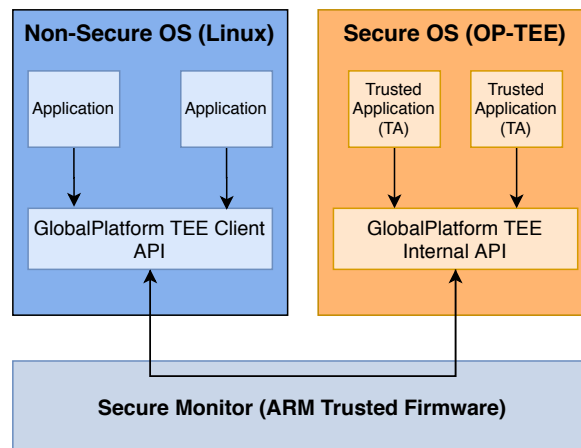 Non-Secure OS (Linux)
Application
Application
GlobalPlatform TEE Client
API
Secure OS (OP-TEE)
Trusted
Application
(TA)
Trusted
Application
(TA)
GlobalPlatform TEE
Internal API
Secure Monitor (ARM Trusted Firmware)